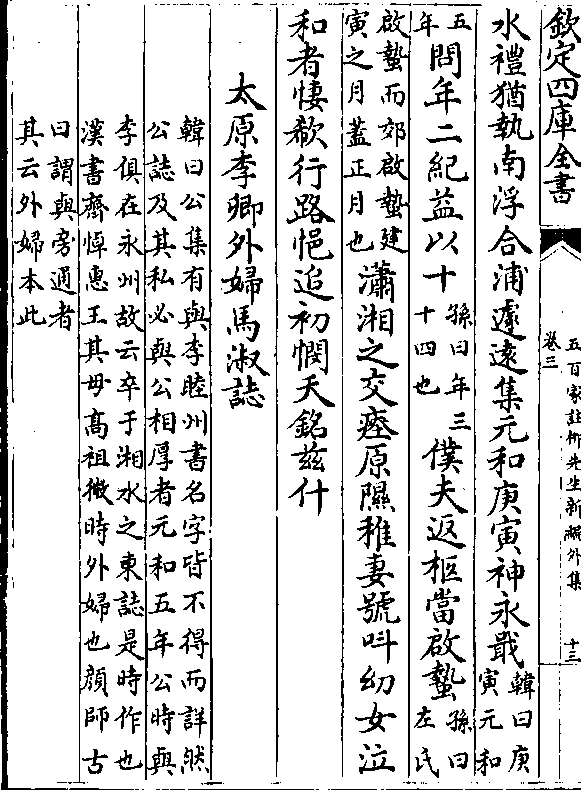 欽定四庫全書
五百家註柳先生新編外集
卷三
十三
水禮猶執南浮合浦遽遠集元和庚寅神永戢
韓曰庚
寅元和
五
年
問年二紀益以十
孫曰年三
十四也
僕夫返柩當啟蟄
孫曰
左氏
啟蟄而郊啟蟄建
寅之月蓋正月也
瀟湘之交瘞原隰稚妻號叫幼女泣
和者悽欷行路悒追初憫天銘茲什
太原李卿外婦馬淑誌
韓曰公集有與李睦州書名字皆不得而詳然
公誌及其私必與公相厚者元和五年公時與
李俱在永州故云卒于湘水之東誌是時作也
漢書齊悼惠王其母高祖微時外婦也顏師古
曰謂與旁通者
其云外婦本此